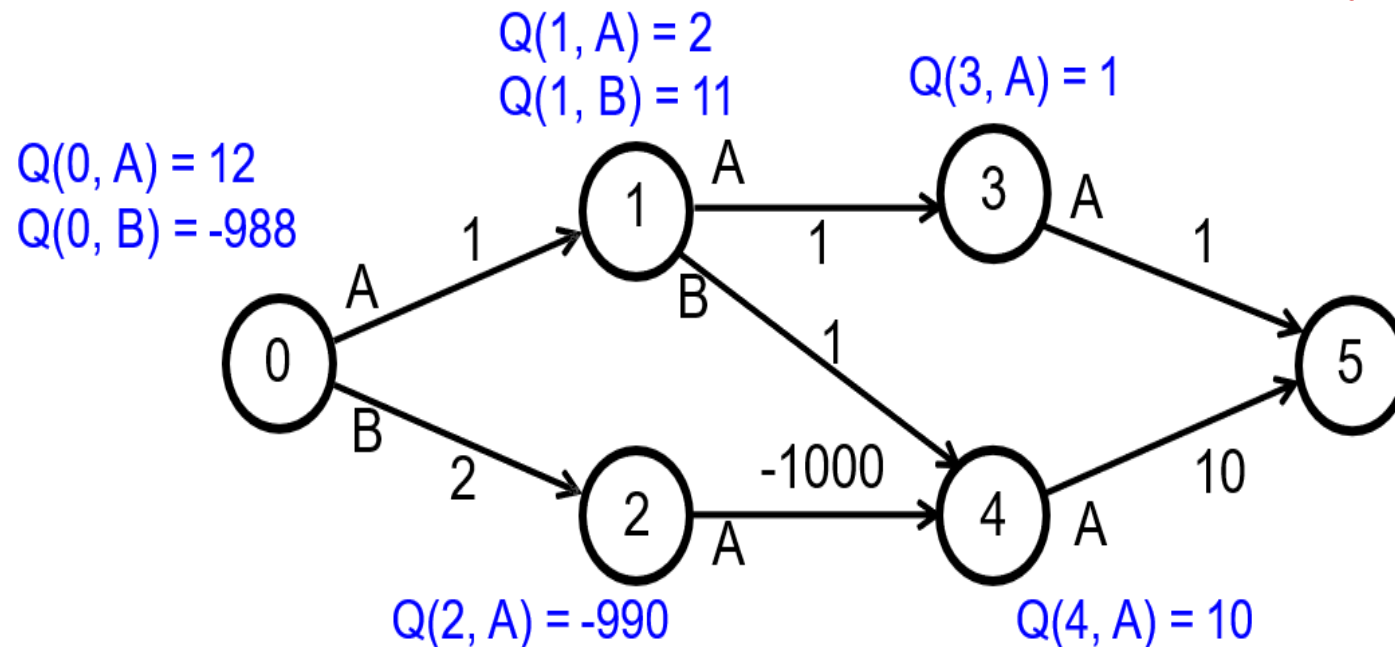 Q(1, A) = 2
Q(1, B) = 11
Q(3, A) = 1
Q(0, A) = 12
Q(0, B) = -988
A
1
3
A
1
1
1
1
A
B
0
1
5
B
2
-1000
10
2
A
4
A
Q(2, A) = -990
Q(4, A) = 10